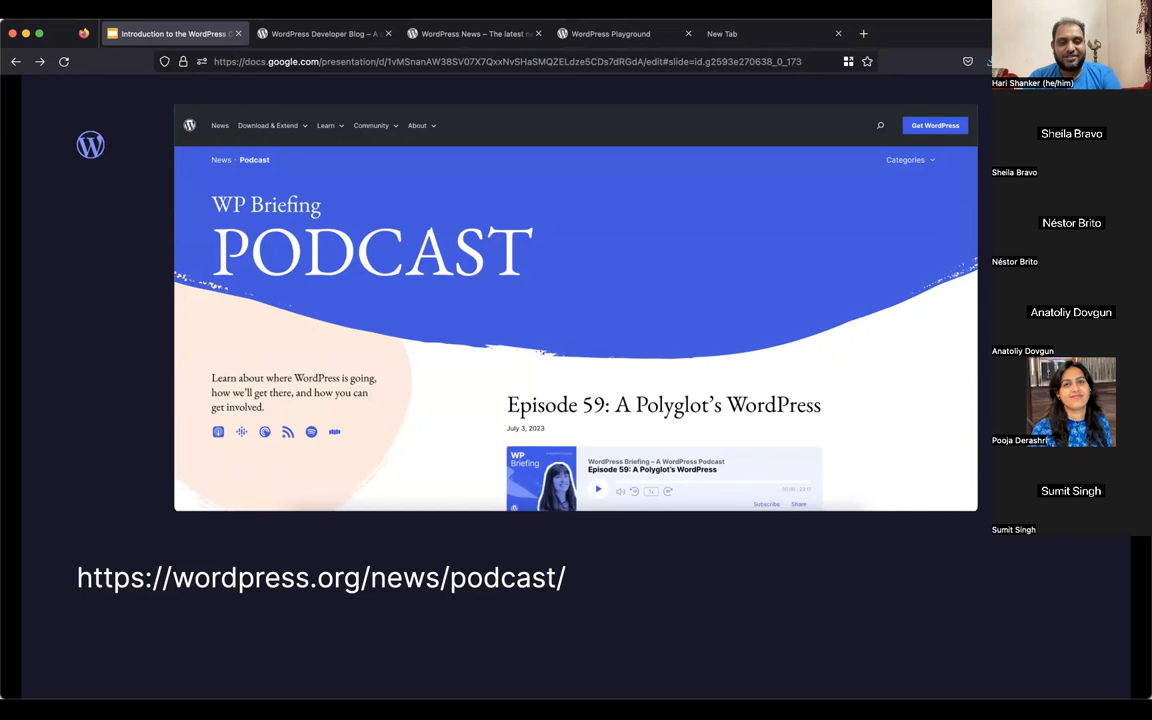 Introduction to the WordPress
WordPress Developer Blog – A
WordPress News – The latest
WordPress Playground
New Tab
https://docs.google.com/presentation/d/1vMSnanAW38SV07X7QxxNvSHaSMQZELdze5CDs7dRGdA/edit#slide=id.g2593e270638_0_173
News
Download & Extend
Learn
Community
About
Get WordPress
News
Podcast
Categories
WP Briefing
PODCAST
Learn about where WordPress is going,
how we'll get there, and how you can
get involved.
Episode 59: A Polyglot's WordPress
July 3, 2023
WP
Briefing
WordPress Briefing – A WordPress Podcast
Episode 59: A Polyglot's WordPress
1x
Subscribe
Share
https://wordpress.org/news/podcast/
Hari Shanker (he/him)
Sheila Bravo
Sheila Bravo
Néstor Brito
Néstor Brito
Anatoliy Dovgun
Anatoliy Dovgun
Pooja Derashri
Sumit Singh
Sumit Singh